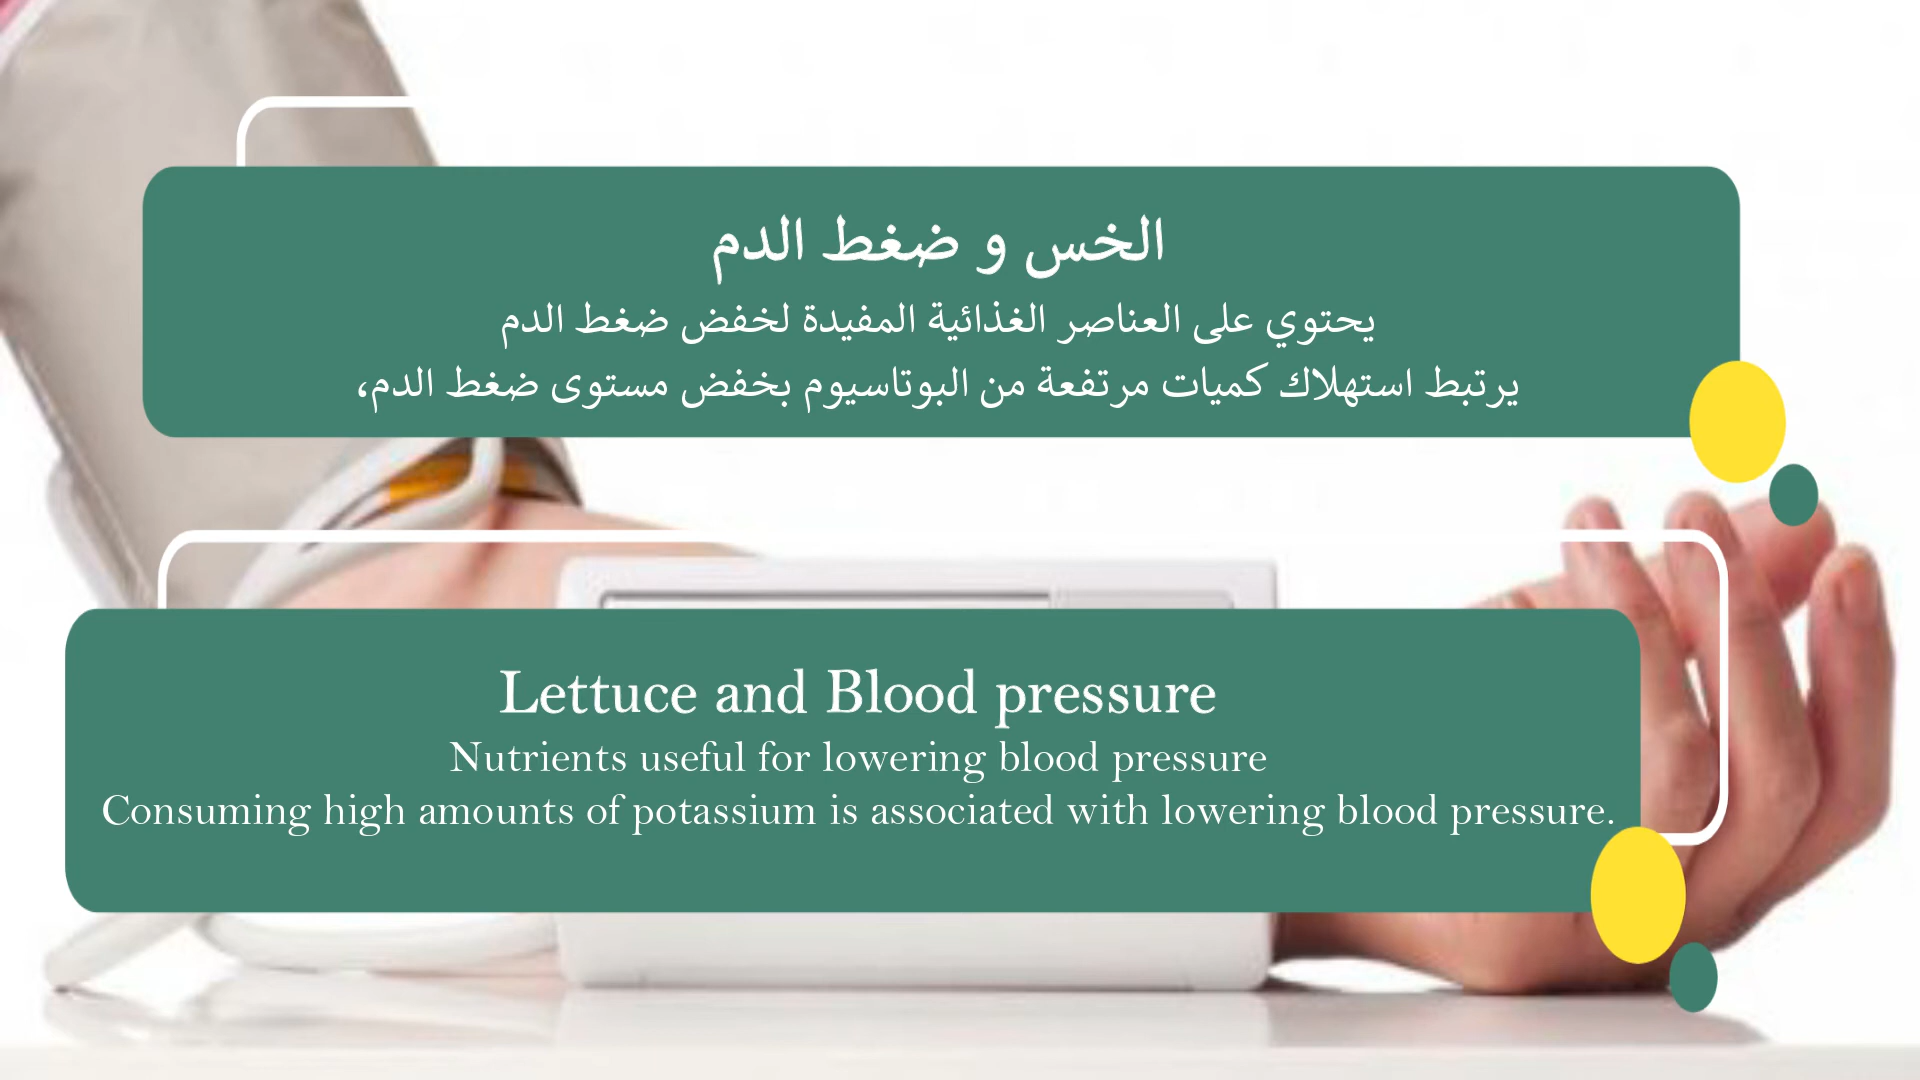 الخس و ضغط الدم
يحتوي على العناصر الغذائية المفيدة لخفض ضغط الدم
يرتبط استهلاك كميات مرتفعة من البوتاسيوم بخفض مستوى ضغط الدم،
Lettuce and Blood pressure
Nutrients useful for lowering blood pressure
Consuming high amounts of potassium is associated with lowering blood pressure.